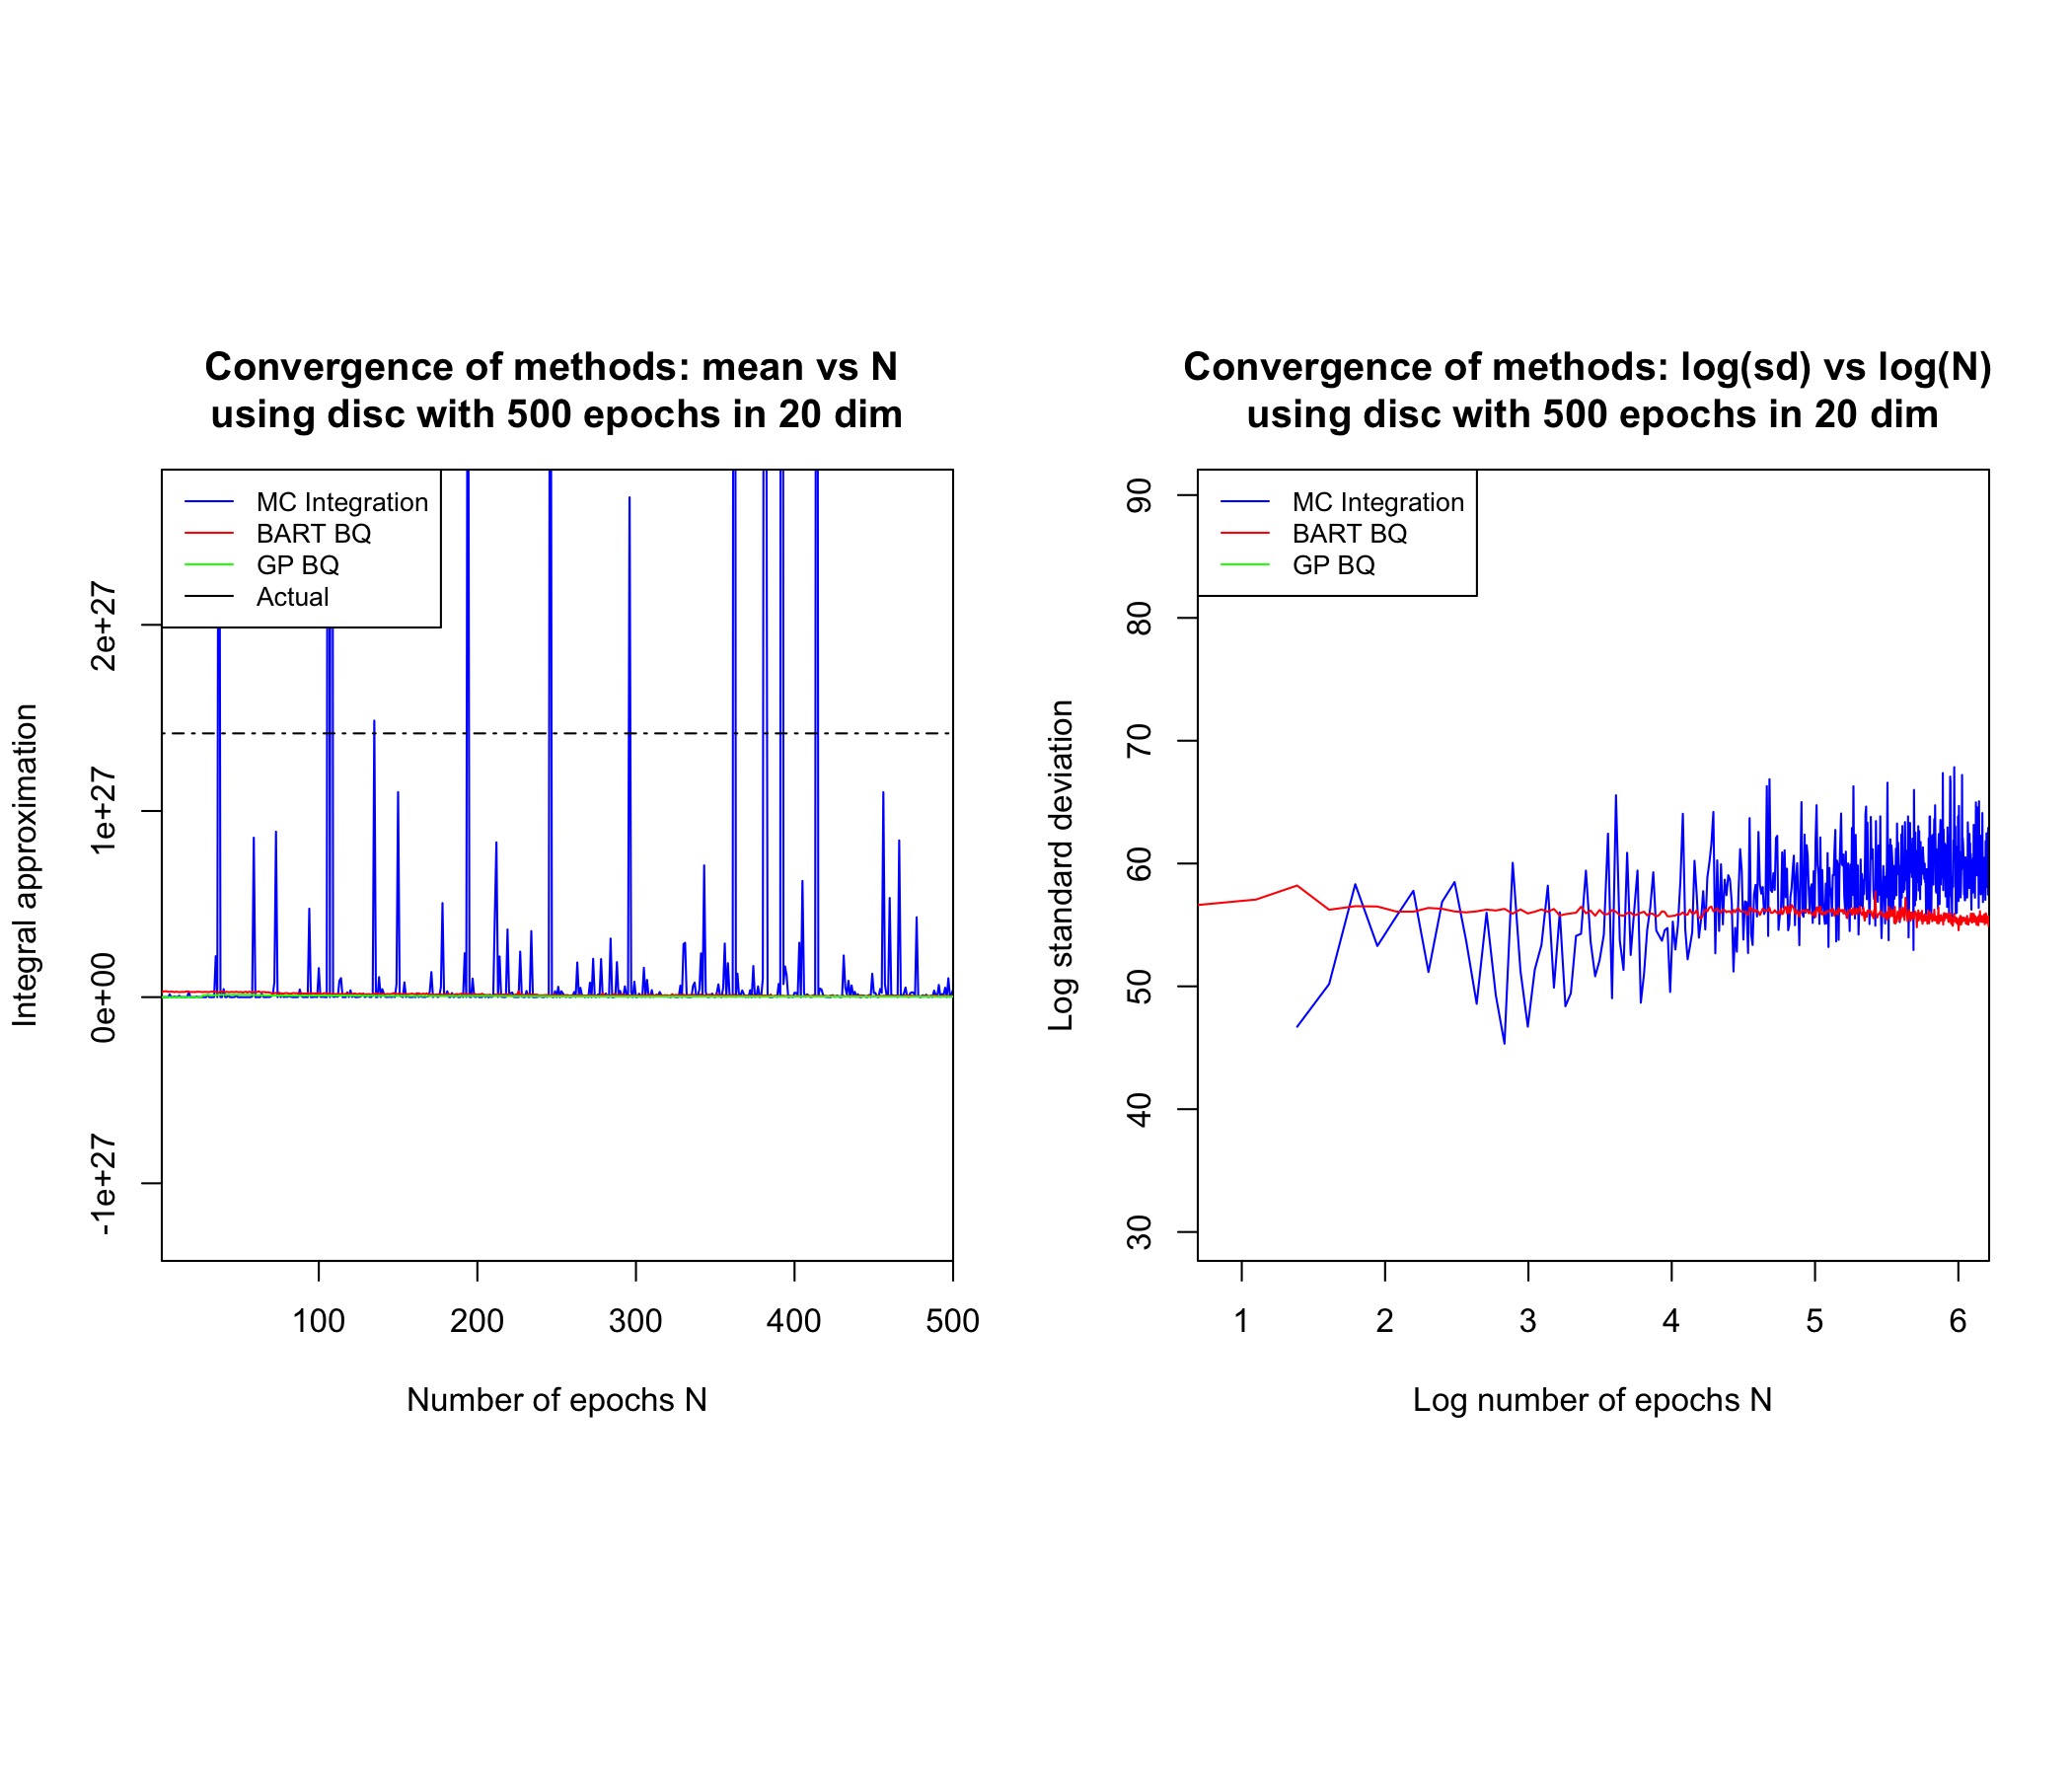 Convergence of methods: mean vs N
using disc with 500 epochs in 20 dim
MC Integration
BART BQ
GP BQ
Actual
Integral approximation
2e+27
1e+27
0e+00
-1e+27
100 200 300 400 500
Number of epochs N
Convergence of methods: log(sd) vs log(N)
using disc with 500 epochs in 20 dim
MC Integration
BART BQ
GP BQ
Log standard deviation
90
80
70
60
50
40
30
1 2 3 4 5 6
Log number of epochs N